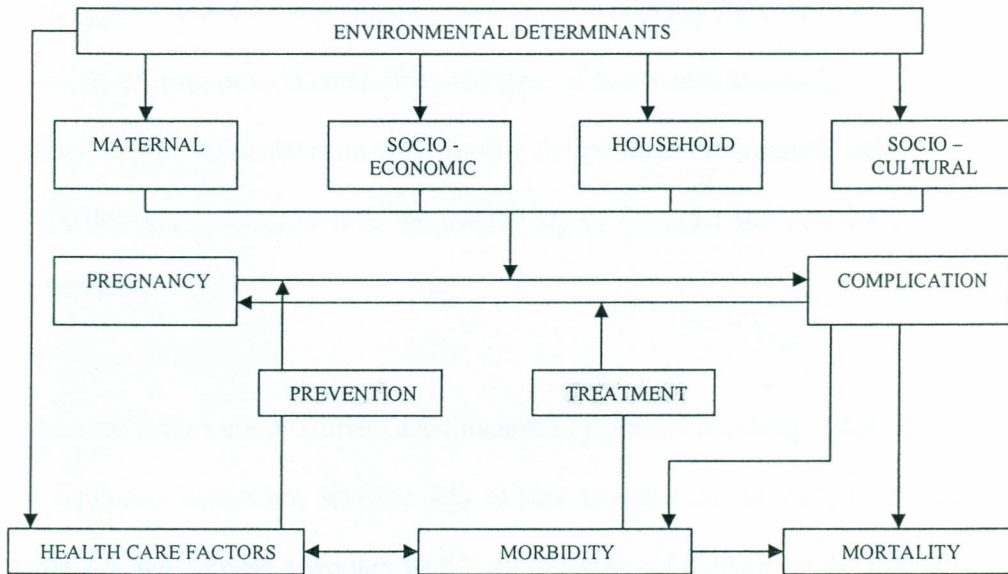 ENVIRONMENTAL DETERMINANTS
MATERNAL
SOCIO -
ECONOMIC
HOUSEHOLD
SOCIO –
CULTURAL
PREGNANCY
COMPLICATION
PREVENTION
TREATMENT
HEALTH CARE FACTORS
MORBIDITY
MORTALITY